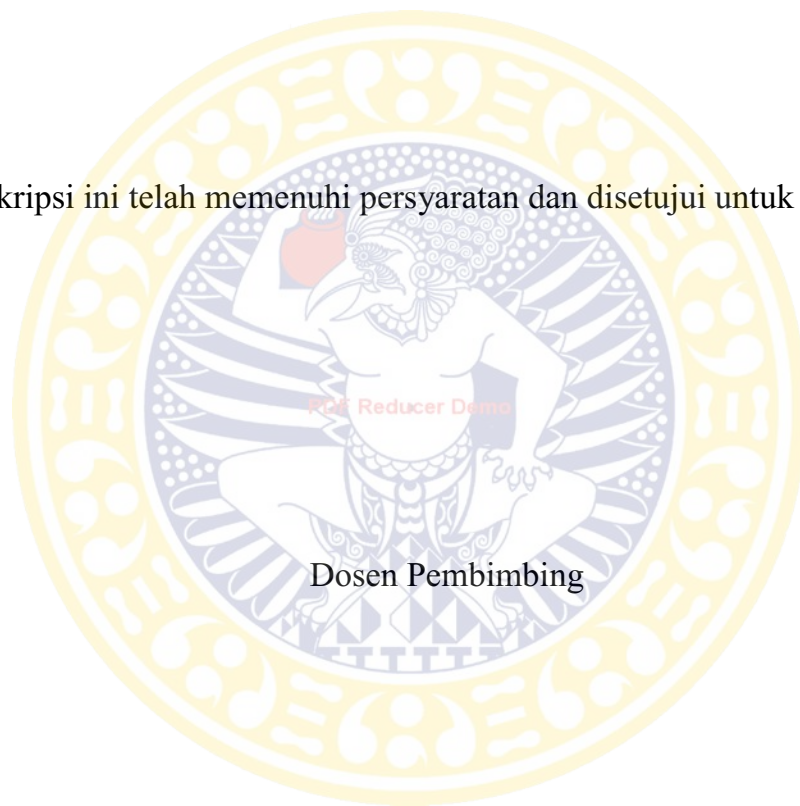 kripsi ini telah memenuhi persyaratan dan disetujui untuk
PDF Reducer Demo
Dosen Pembimbing